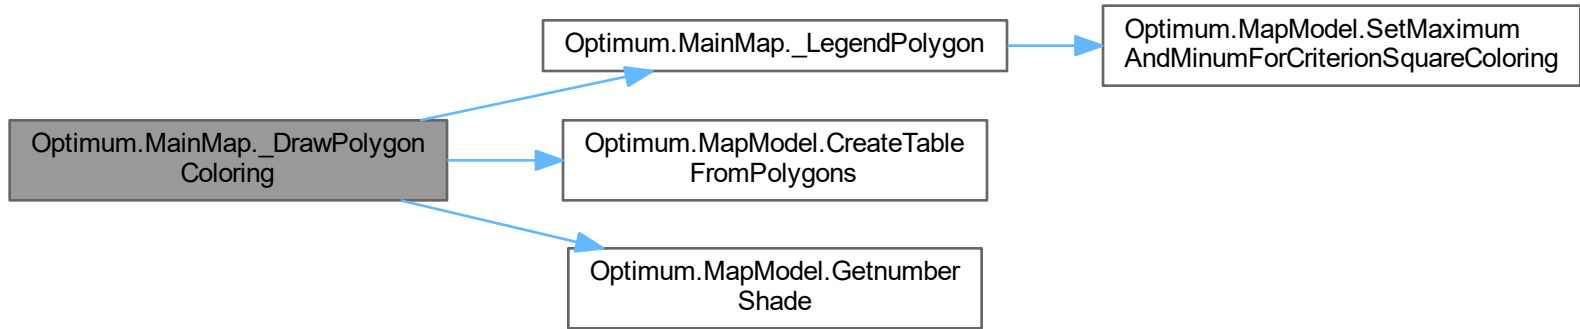 Optimum.MainMap._DrawPolygon
Coloring
Optimum.MainMap._LegendPolygon
Optimum.MapModel.SetMaximum
AndMinumForCriterionSquareColoring
Optimum.MapModel.CreateTable
FromPolygons
Optimum.MapModel.Getnumber
Shade